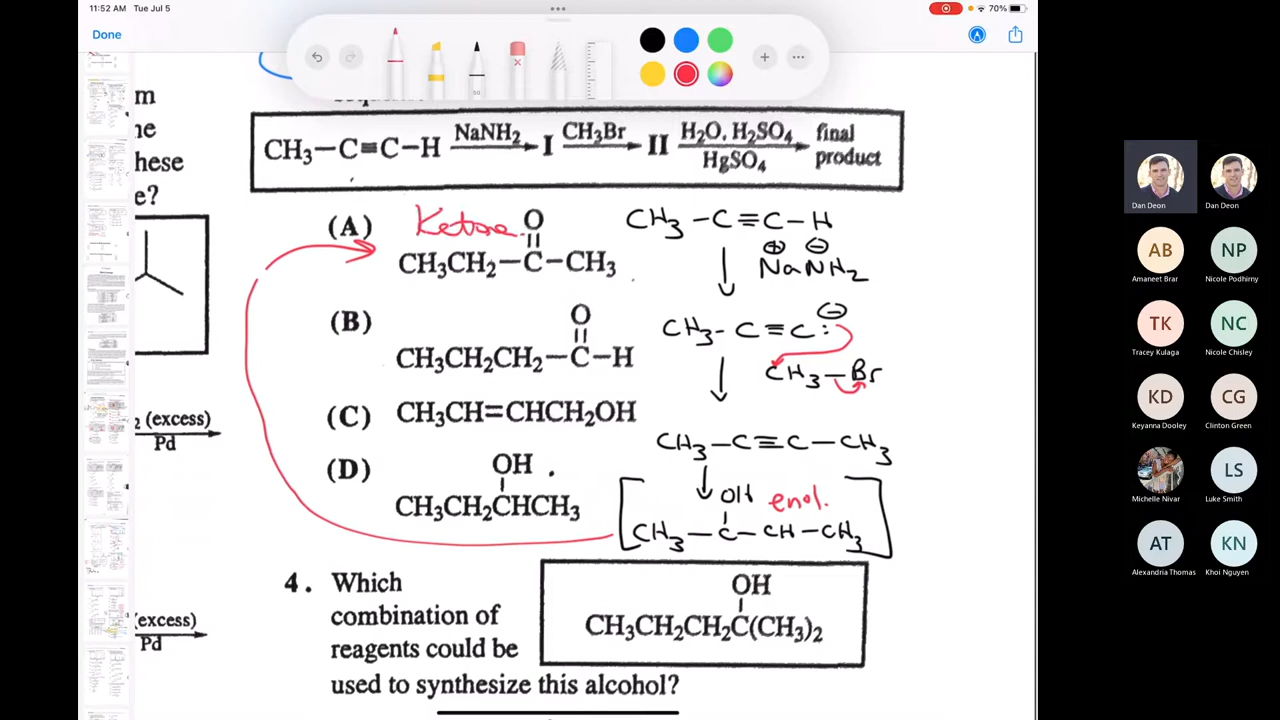 11:52 AM Tue Jul 5
70%
Done
m
ne
hese
e?
CH3–C≡C–H NaNH2 I CH3Br II H2O, H2SO4 HgSO4 final product
(A) Ketone
O
CH3CH2–C–CH3
(B)
O
CH3CH2CH2–C–H
(C) CH3CH=CHCH2OH
(D)
OH
CH3CH2CHCH3
CH3–C≡C–H
⊕ ⊖
NaNH2
⊖
CH3–C≡C:
CH3–Br
CH3–C≡C–CH3
OH enol.
CH3–C–CH–CH3
2 (excess)
Pd
(excess)
Pd
4. Which
combination of
reagents could be
used to synthesize this alcohol?
OH
CH3CH2CH2C(CH3)2
Dan Deon
Dan Deon
AB
Amaneet Brar
NP
Nicole Podhirny
TK
Tracey Kulaga
NC
Nicole Chisley
KD
Keyanna Dooley
CG
Clinton Green
Michelle Nivar
LS
Luke Smith
AT
Alexandria Thomas
KN
Khoi Nguyen